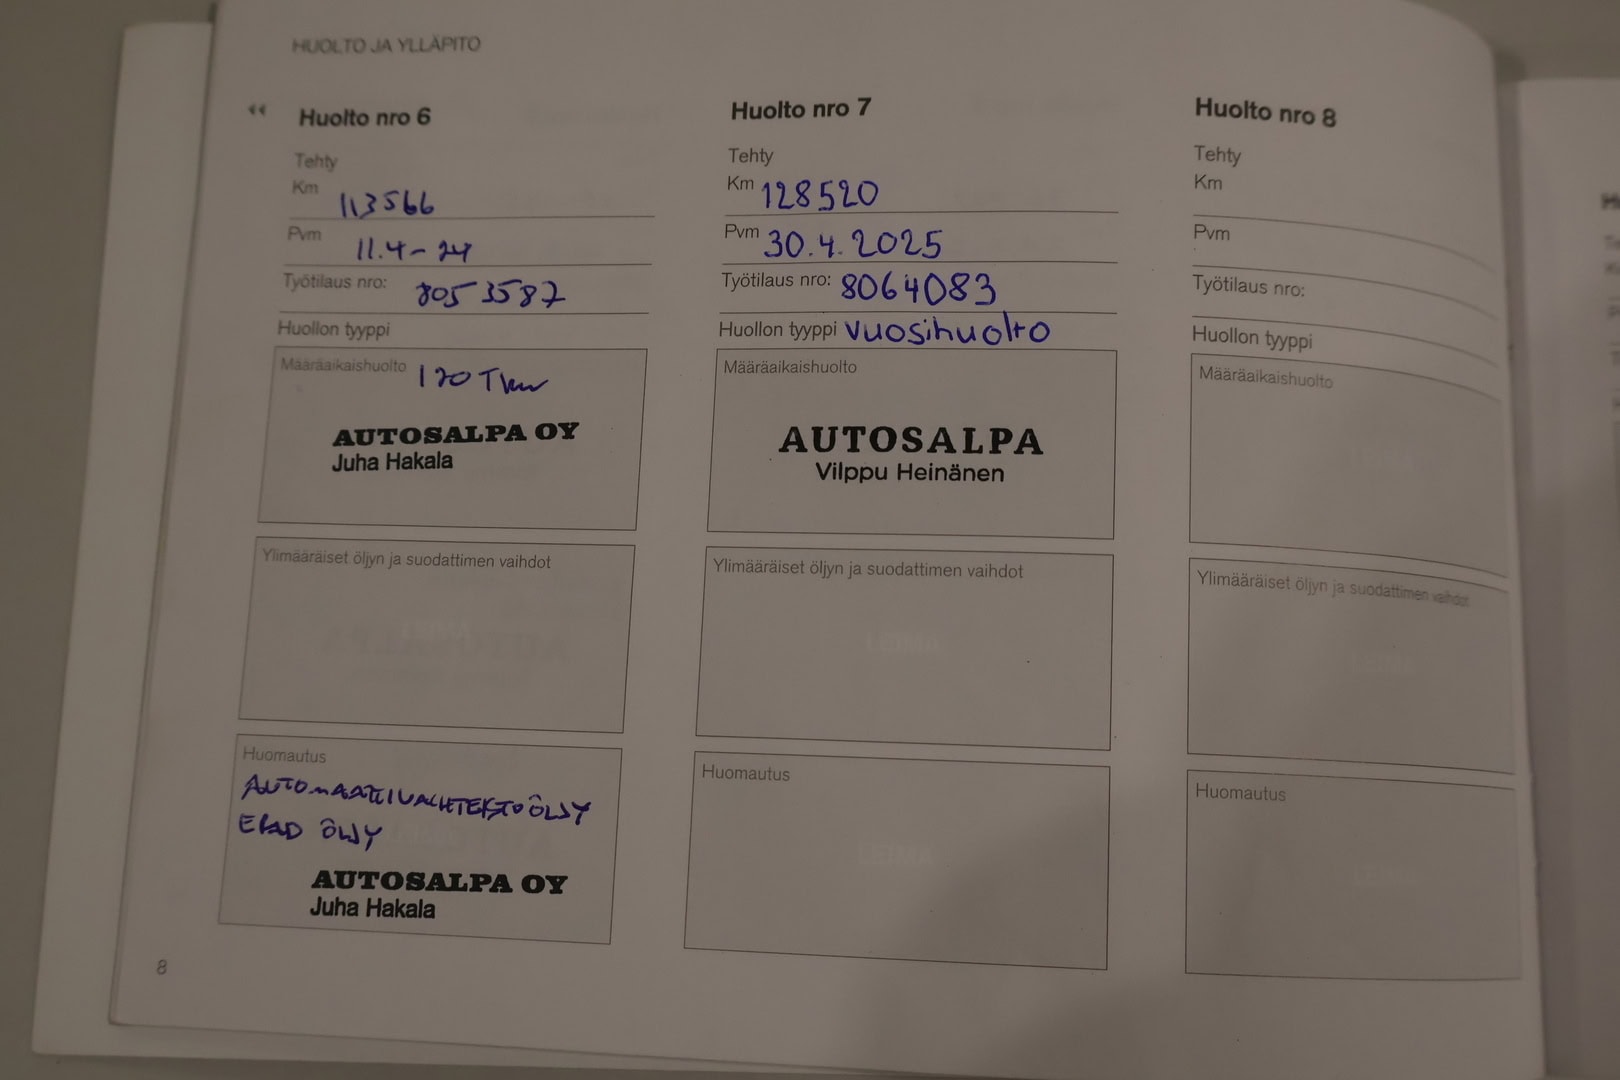 HUOLTO JA YLLÄPITO
Huolto nro 6
Tehty
Km 113566
Pvm 11.4-24
Työtilaus nro: 8053587
Huollon tyyppi
Määräaikaishuolto 120 Tkm
AUTOSALPA OY
Juha Hakala
Ylimääräiset öljyn ja suodattimen vaihdot
Huomautus
AUTOMAATTIVAIHTEISTOÖLJY
ÖLJY
AUTOSALPA OY
Juha Hakala
8
Huolto nro 7
Tehty
Km 128520
Pvm 30.4.2025
Työtilaus nro: 8064083
Huollon tyyppi vuosihuolto
Määräaikaishuolto
AUTOSALPA
Vilppu Heinänen
Ylimääräiset öljyn ja suodattimen vaihdot
LEIMA
Huomautus
LEIMA
Huolto nro 8
Tehty
Km
Pvm
Työtilaus nro:
Huollon tyyppi
Määräaikaishuolto
Ylimääräiset öljyn ja suodattimen vaihdot
Huomautus